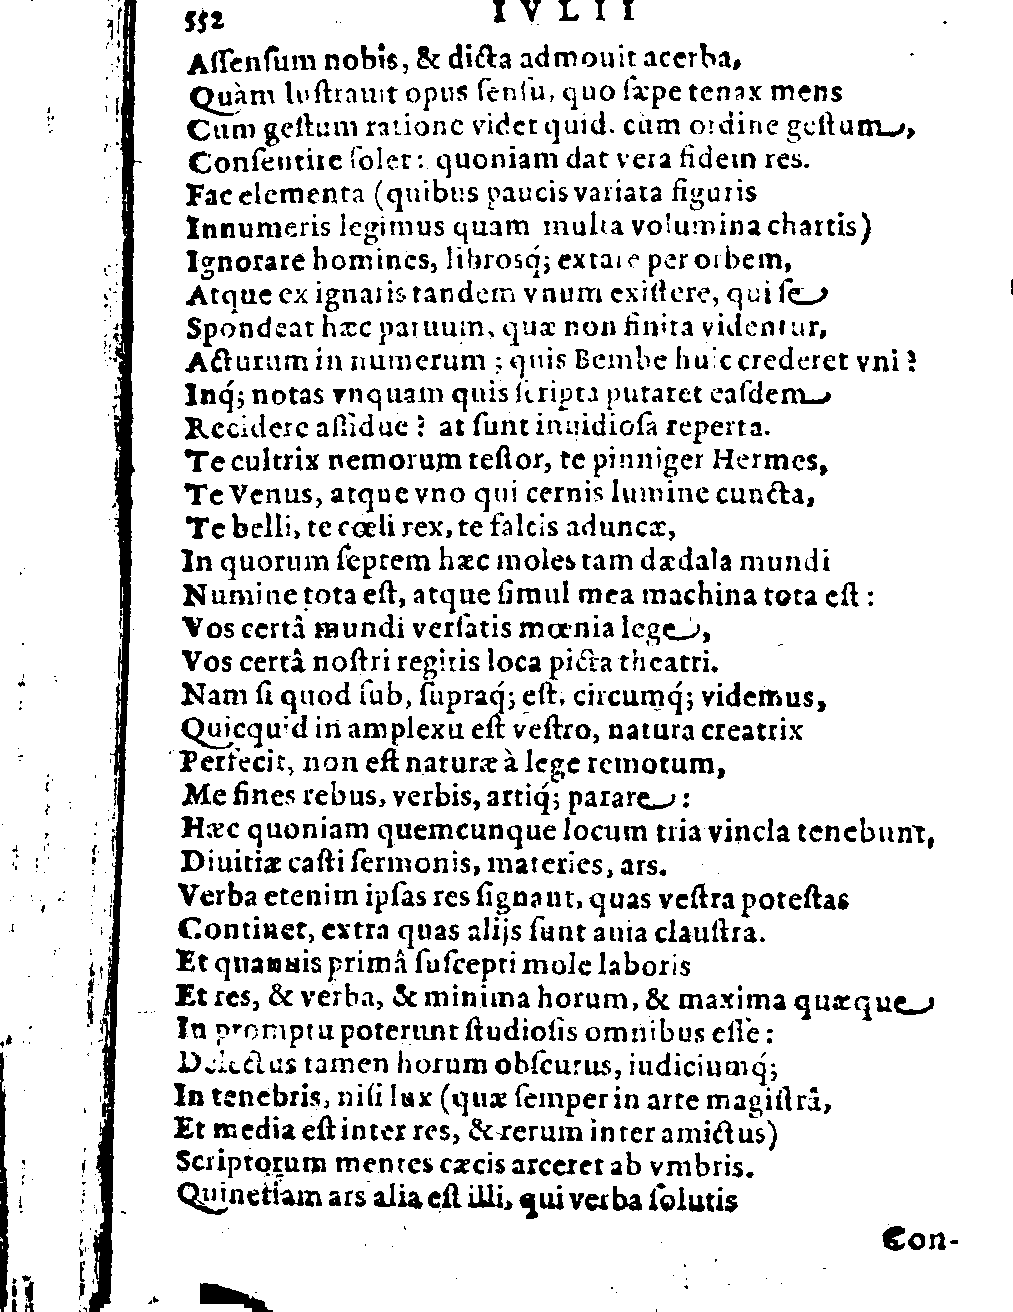 552 IVLII
Aſſenſum nobis, & dicta admouit acerba,
Quàm luſtrauit opus ſenſu, quo ſæpe tenax mens
Cum geſtum ratione videt quid. cum ordine geſtum,
Conſentire ſolet: quoniam dat vera fidem res.
Fac elementa (quibus paucis variata figuris
Innumeris legimus quam multa volumina chartis)
Ignorare homines, librosq́; extare per orbem,
Atque ex ignaris tandem vnum exiſtere, qui ſe
Spondeat hæc paruum, quæ non finita videntur,
Acturum in numerum ; quis Bembe huic crederet vni ?
Inq́; notas vnquam quis ſcripta putaret eaſdem
Recidere aſſidue ? at ſunt inuidioſa reperta.
Te cultrix nemorum teſtor, te pinniger Hermes,
Te Venus, atque vno qui cernis lumine cuncta,
Te belli, te cœli rex, te falcis aduncæ,
In quorum ſeptem hæc moles tam dædala mundi
Numine tota eſt, atque ſimul mea machina tota eſt :
Vos certâ mundi verſatis mœnia lege,
Vos certâ noſtri regitis loca picta theatri.
Nam ſi quod ſub, ſupraq́; eſt, circumq́; videmus,
Quicquid in amplexu eſt veſtro, natura creatrix
Perfecit, non eſt naturæ à lege remotum,
Me fines rebus, verbis, artiq́; parare :
Hæc quoniam quemcunque locum tria vincla tenebunt,
Diuitiæ caſti ſermonis, materies, ars.
Verba etenim ipſas res ſignant, quas veſtra poteſtas
Continet, extra quas alijs ſunt auia clauſtra.
Et quamuis primâ ſuſcepti mole laboris
Et res, & verba, & minima horum, & maxima quæque
In promptu poterunt ſtudioſis omnibus eſſe :
Delectus tamen horum obſcurus, iudiciumq́;
In tenebris, niſi lux (quæ ſemper in arte magiſtrâ,
Et media eſt inter res, & rerum inter amictus)
Scriptorum mentes cæcis arceret ab vmbris.
Quinetiam ars alia eſt illi, qui verba ſolutis
Con-